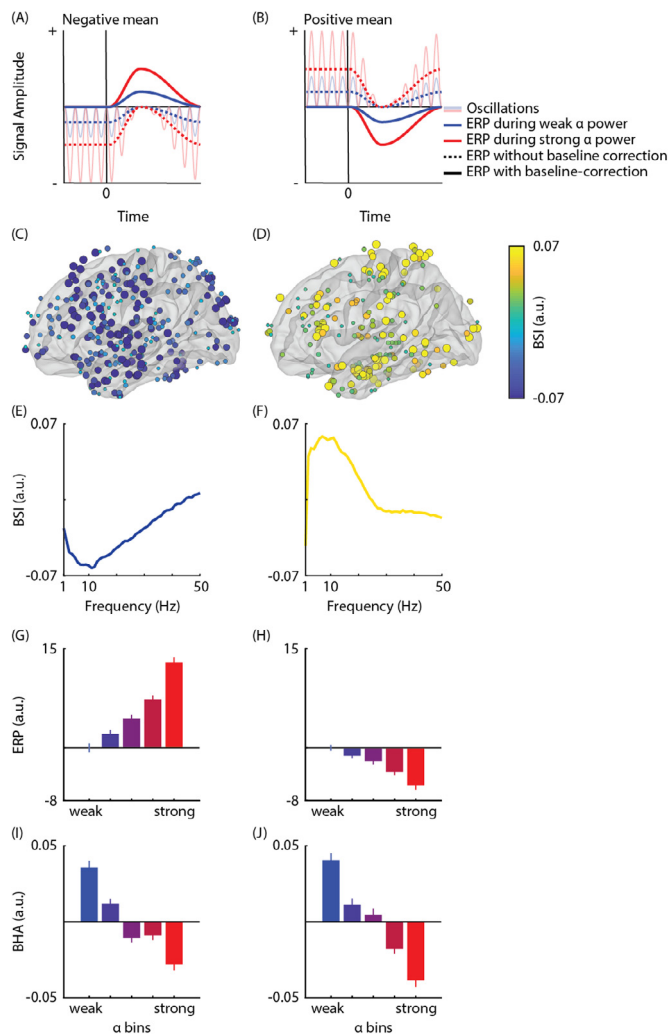 (A) Negative mean
(B) Positive mean
+
+
Signal Amplitude
-
-
0
0
Time
Time
Oscillations
ERP during weak α power
ERP during strong α power
ERP without baseline correction
ERP with baseline-correction
(C)
(D)
0.07
BSI (a.u.)
-0.07
(E)
(F)
0.07
0.07
BSI (a.u.)
-0.07
-0.07
1 10 50
1 10 50
Frequency (Hz)
Frequency (Hz)
(G)
(H)
15
15
ERP (a.u.)
-8
-8
weak strong
weak strong
(I)
(J)
0.05
0.05
BHA (a.u.)
-0.05
-0.05
weak strong
weak strong
α bins
α bins